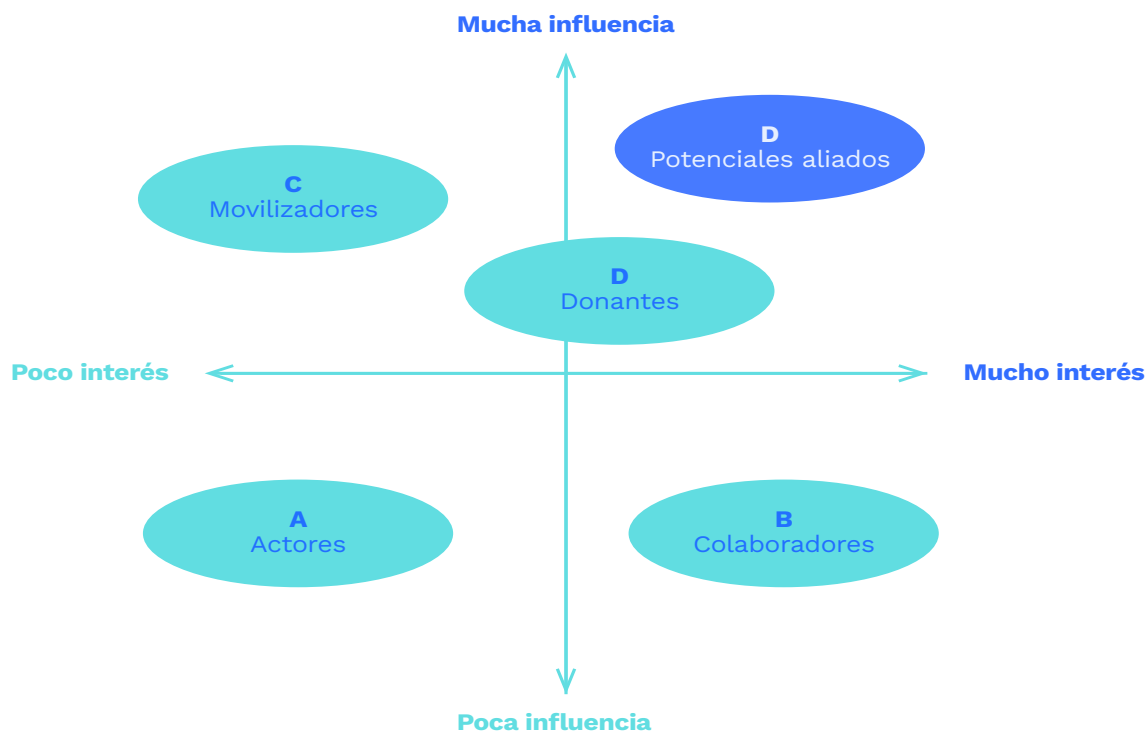 Mucha influencia
D
Potenciales aliados
C
Movilizadores
D
Donantes
Poco interés
Mucho interés
A
Actores
B
Colaboradores
Poca influencia